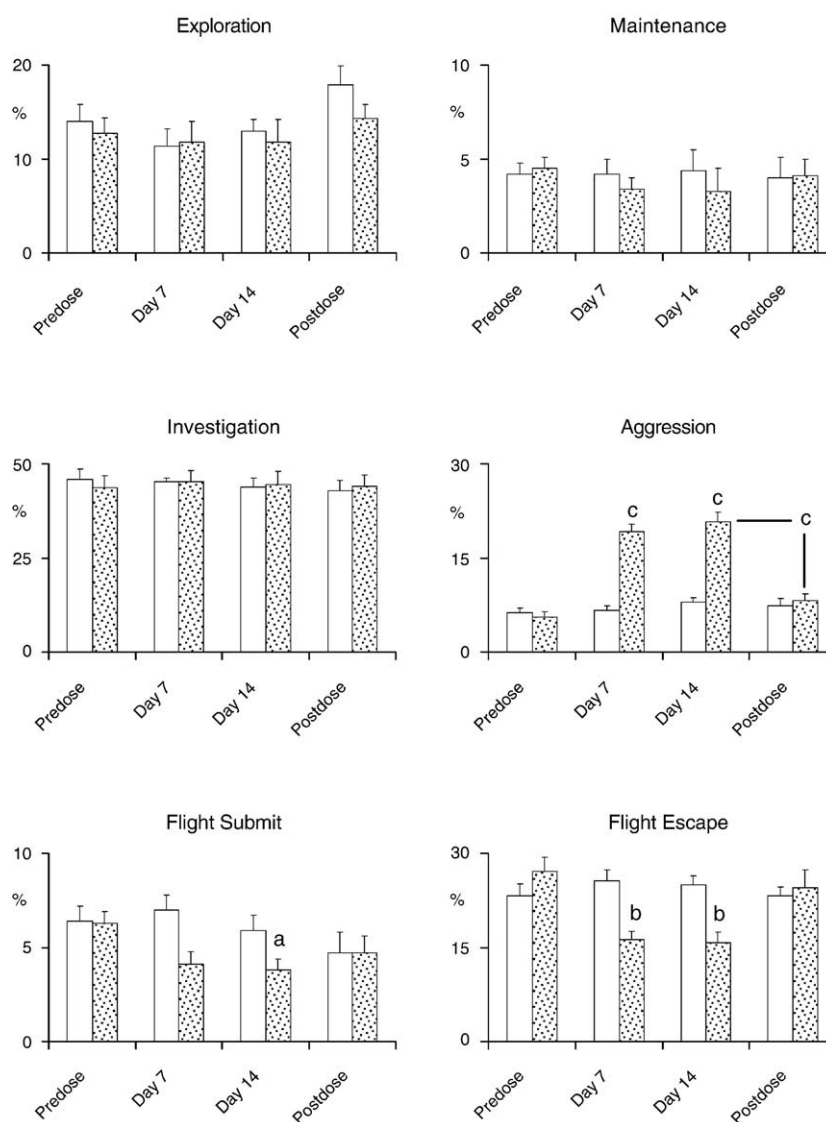 Exploration
20
%
10
0
Predose Day 7 Day 14 Postdose
Maintenance
10
%
5
0
Predose Day 7 Day 14 Postdose
Investigation
50
%
25
0
Predose Day 7 Day 14 Postdose
Aggression
30
%
15
0
c c c
Predose Day 7 Day 14 Postdose
Flight Submit
10
%
5
0
a
Predose Day 7 Day 14 Postdose
Flight Escape
30
%
15
0
b b
Predose Day 7 Day 14 Postdose